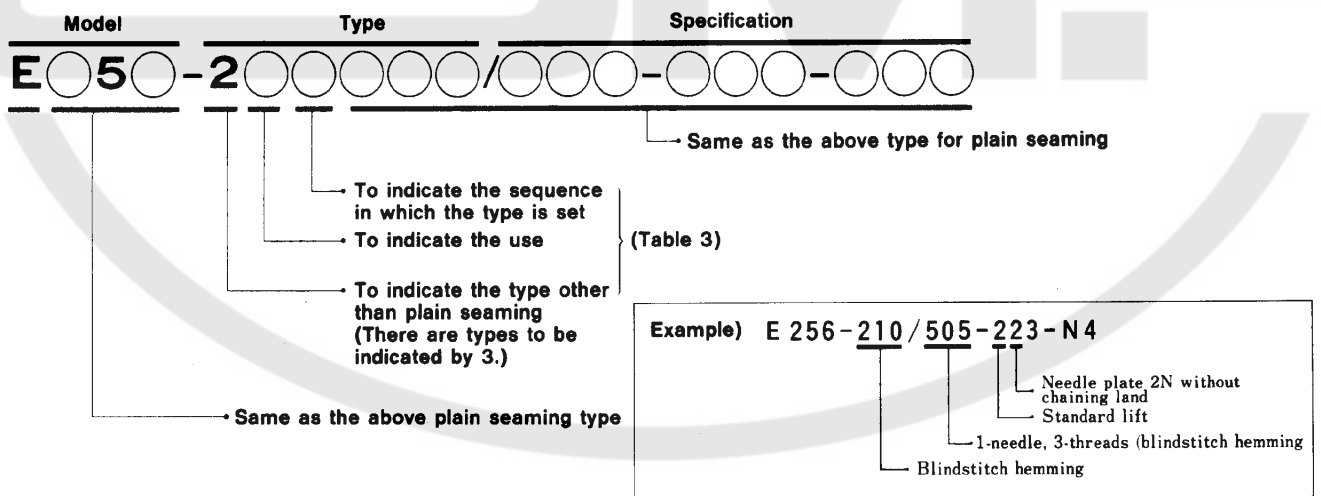 Model Type Specification
E○5○-2○○○○○/○○○-○○○-○○○
Same as the above type for plain seaming
To indicate the sequence
in which the type is set
To indicate the use
(Table 3)
To indicate the type other
than plain seaming
(There are types to be
indicated by 3.)
Same as the above plain seaming type
Example) E 256-210/505-223-N4
Needle plate 2N without
chaining land
Standard lift
1-needle, 3-threads (blindstitch hemming
Blindstitch hemming